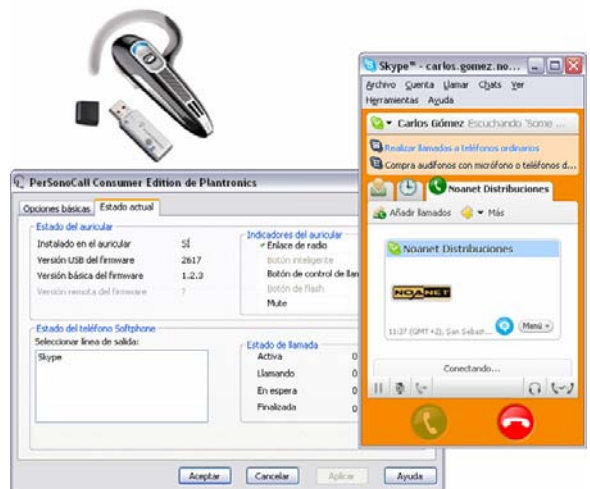 Skype™ - carlos.gomez.no...
Archivo Cuenta Llamar Chats Ver
Herramientas Ayuda
Carlos Gómez Escuchando 'Some ...
Realizar llamadas a teléfonos ordinarios
Compra audífonos con micrófono o teléfonos d...
Noanet Distribuciones
Añadir llamados Más
Noanet Distribuciones
NOANET
11:27 (GMT +2), San Sebast... Menú
Conectando...
PerSonoCall Consumer Edition de Plantronics
Opciones básicas Estado actual
Estado del auricular
Instalado en el auricular Sí
Versión USB del firmware 2617
Versión básica del firmware 1.2.3
Versión remota del firmware ?
Indicadores del auricular
Enlace de radio
Botón inteligente
Botón de control de llan
Botón de flash
Mute
Estado del teléfono Softphone
Seleccionar línea de salida:
Skype
Estado de llamada
Activa 0
Llamando 0
En espera 0
Finalizada 0
Aceptar Cancelar Aplicar Ayuda